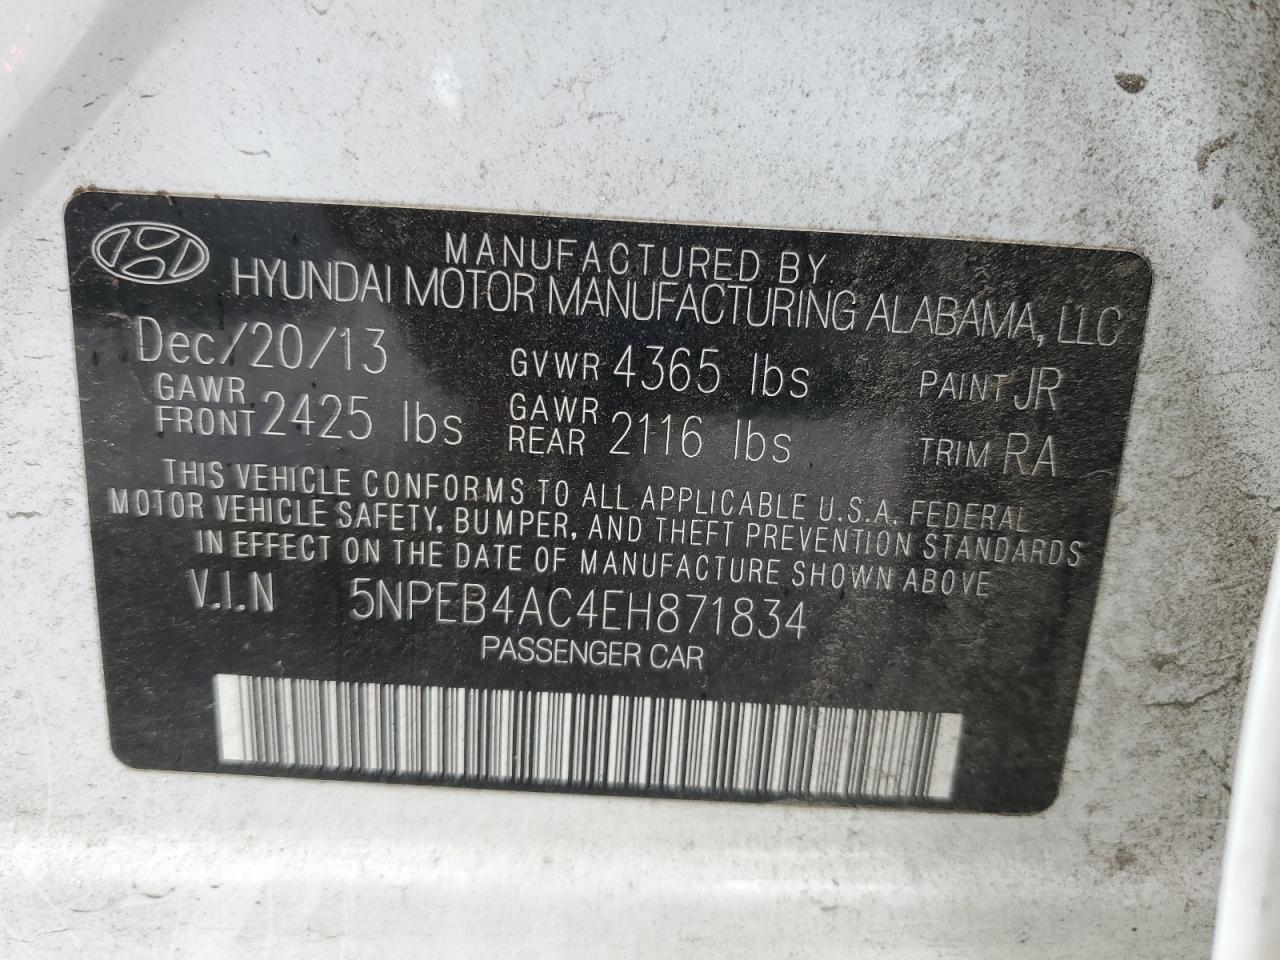 MANUFACTURED BY
HYUNDAI MOTOR MANUFACTURING ALABAMA, LLC
Dec/20/13 GVWR 4365 lbs PAINT JR
GAWR FRONT 2425 lbs GAWR REAR 2116 lbs TRIM RA
THIS VEHICLE CONFORMS TO ALL APPLICABLE U.S.A. FEDERAL
MOTOR VEHICLE SAFETY, BUMPER, AND THEFT PREVENTION STANDARDS
IN EFFECT ON THE DATE OF MANUFACTURE SHOWN ABOVE
V.I.N 5NPEB4AC4EH871834
PASSENGER CAR